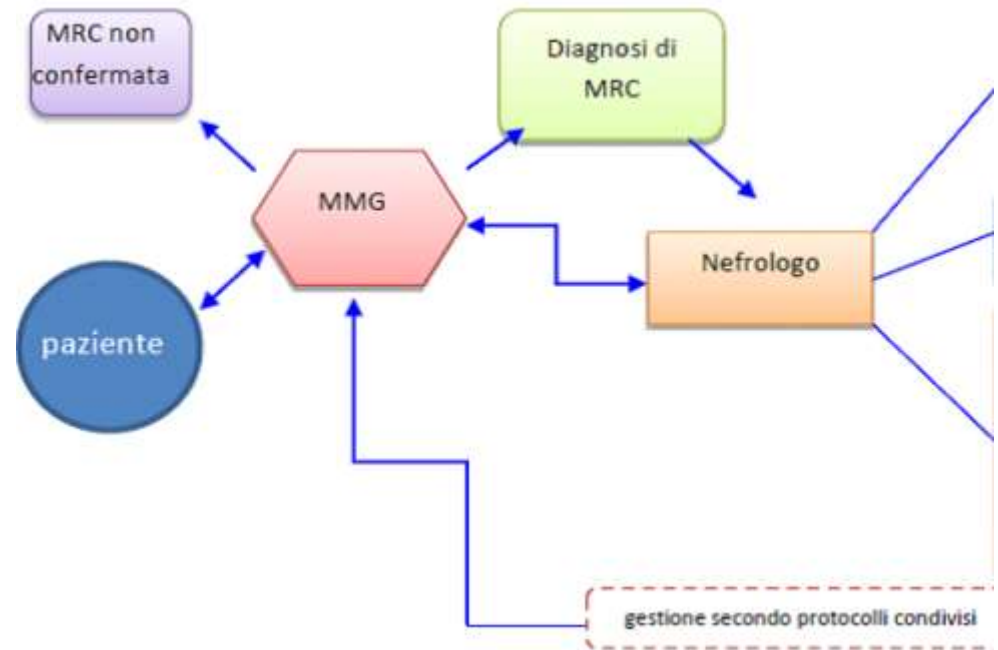 MRC non
confermata
Diagnosi di
MRC
MMG
Nefrologo
paziente
gestione secondo protocolli condivisi